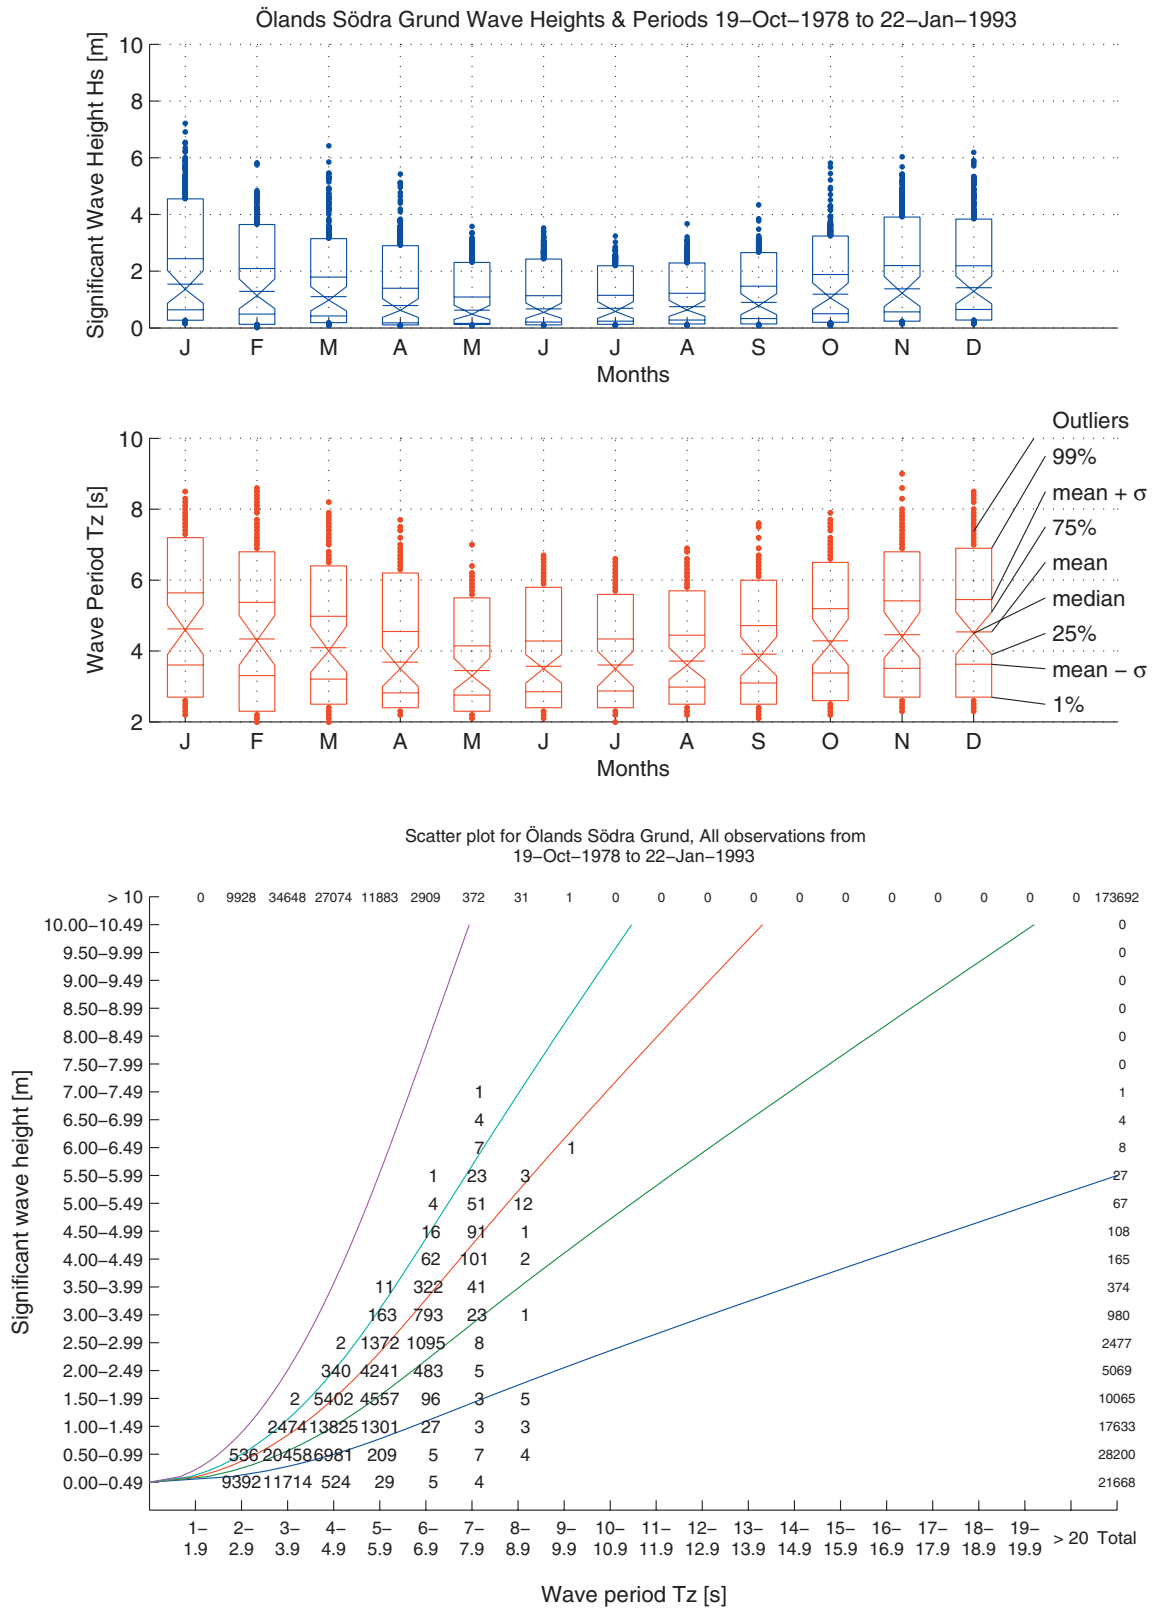 Ölands Södra Grund Wave Heights & Periods 19–Oct–1978 to 22–Jan–1993
Significant Wave Height Hs [m]
10
8
6
4
2
0
J F M A M J J A S O N D
Months
Wave Period Tz [s]
10
8
6
4
2
J F M A M J J A S O N D
Months
Outliers
99%
mean + σ
75%
mean
median
25%
mean – σ
1%
Scatter plot for Ölands Södra Grund, All observations from
19–Oct–1978 to 22–Jan–1993
Significant wave height [m]
> 10 0 9928 34648 27074 11883 2909 372 31 1 0 0 0 0 0 0 0 0 0 0 0 173692
10.00–10.49 0
9.50–9.99 0
9.00–9.49 0
8.50–8.99 0
8.00–8.49 0
7.50–7.99 0
7.00–7.49 1 1
6.50–6.99 4 4
6.00–6.49 7 1 8
5.50–5.99 1 23 3 27
5.00–5.49 4 51 12 67
4.50–4.99 16 91 1 108
4.00–4.49 62 101 2 165
3.50–3.99 11 322 41 374
3.00–3.49 163 793 23 1 980
2.50–2.99 2 1372 1095 8 2477
2.00–2.49 340 4241 483 5 5069
1.50–1.99 2 5402 4557 96 3 5 10065
1.00–1.49 2474 13825 1301 27 3 3 17633
0.50–0.99 536 20458 6981 209 5 7 4 28200
0.00–0.49 9392 11714 524 29 5 4 21668
1– 2– 3– 4– 5– 6– 7– 8– 9– 10– 11– 12– 13– 14– 15– 16– 17– 18– 19–
1.9 2.9 3.9 4.9 5.9 6.9 7.9 8.9 9.9 10.9 11.9 12.9 13.9 14.9 15.9 16.9 17.9 18.9 19.9 > 20 Total
Wave period Tz [s]